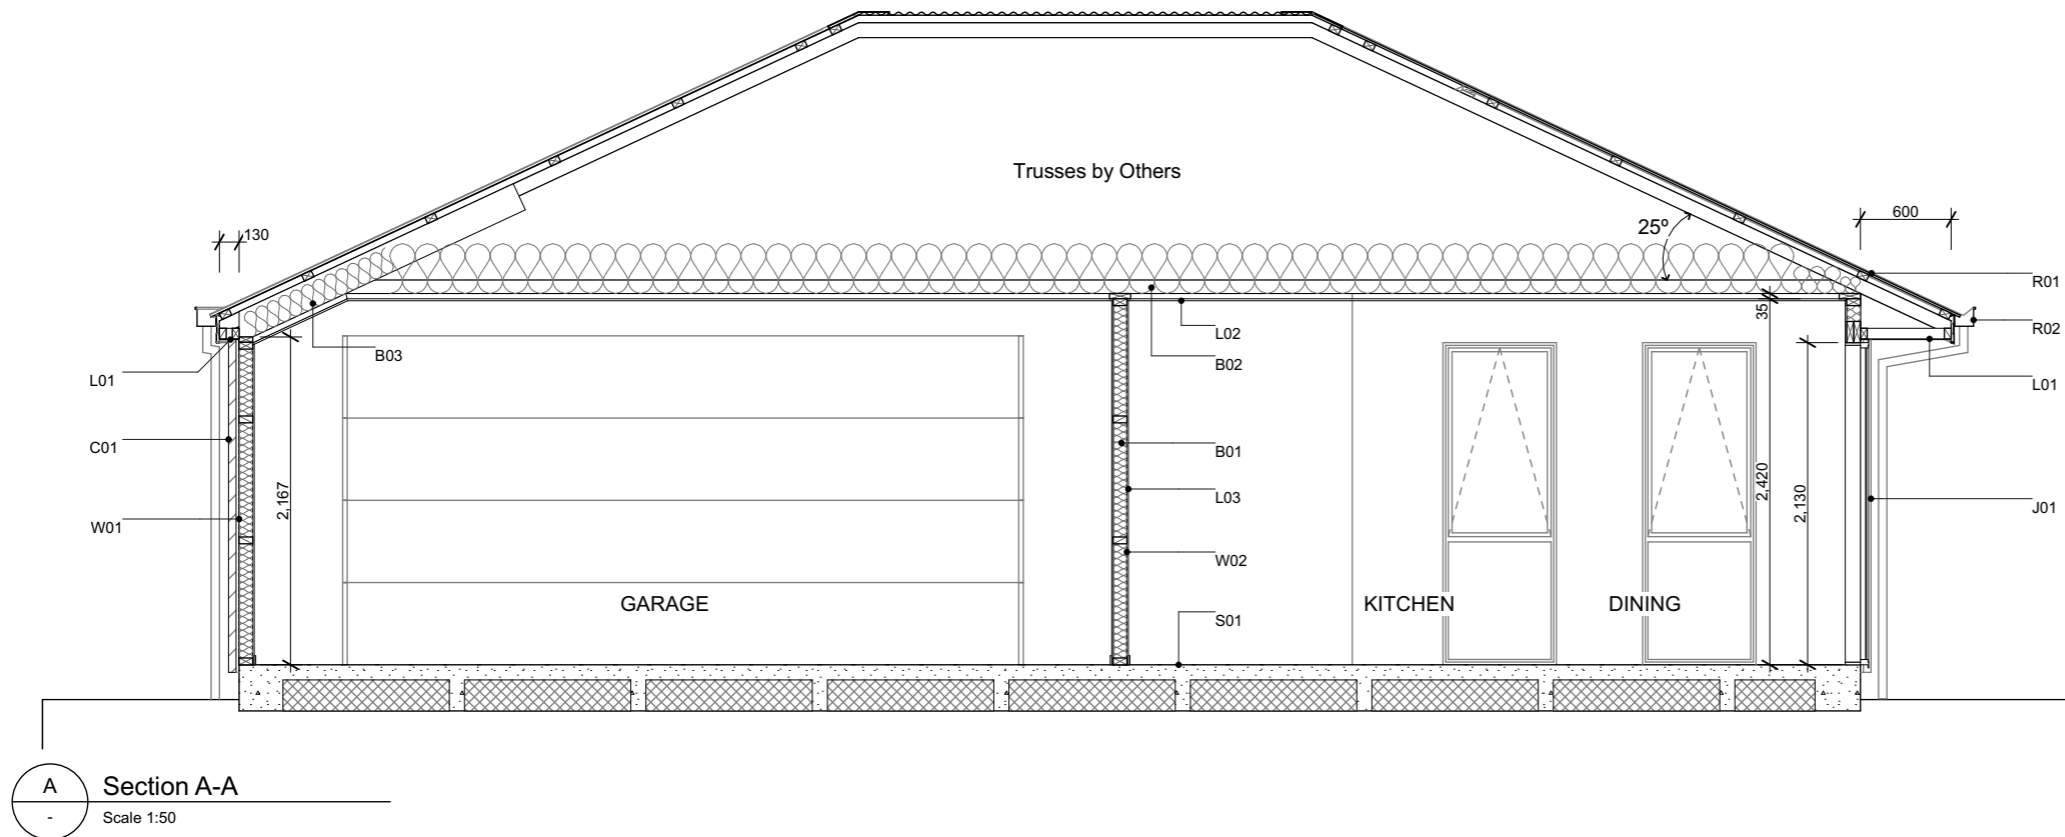 Trusses by Others
25º
130
600
R01
R02
35
L02
B03
B02
L01
L01
C01
B01
2,420
2,130
2,167
L03
J01
W01
W02
GARAGE
KITCHEN
DINING
S01
A
Section A-A
-
Scale 1:50